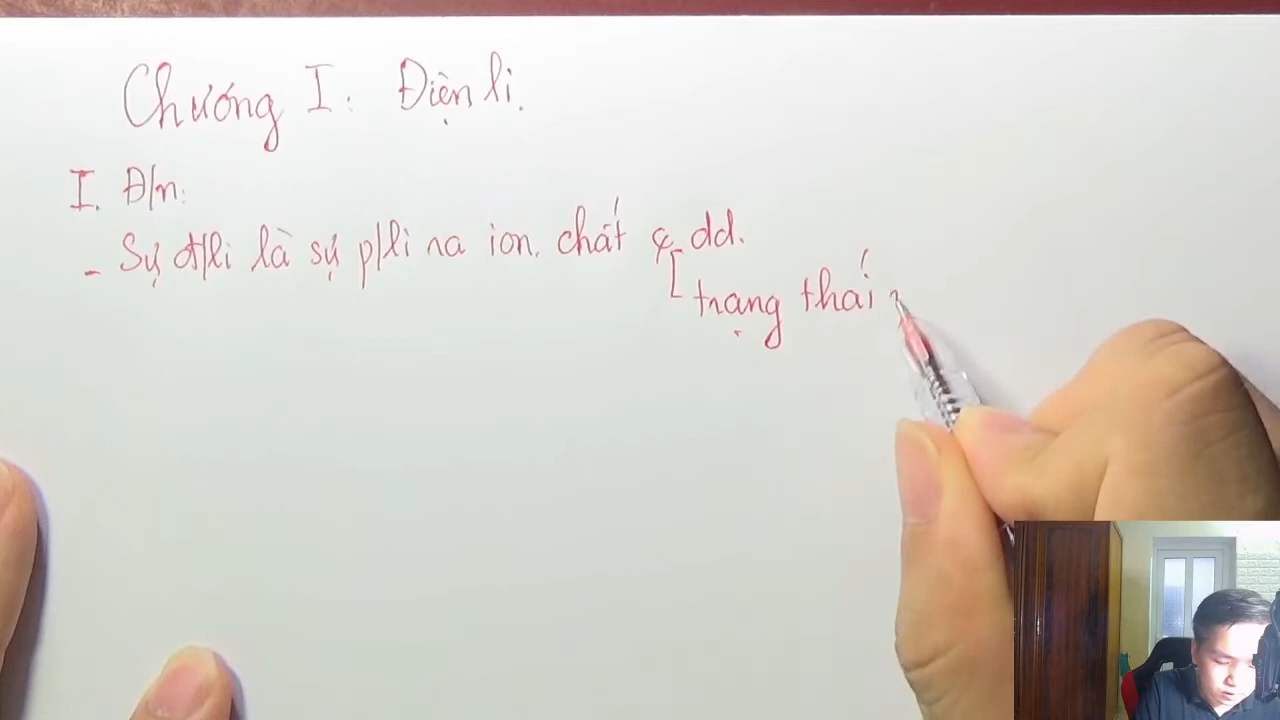 Chương I: Điện li.
I. Đ/n:
- Sự đ/li là sự p/li ra ion. chất dd.
trạng thái